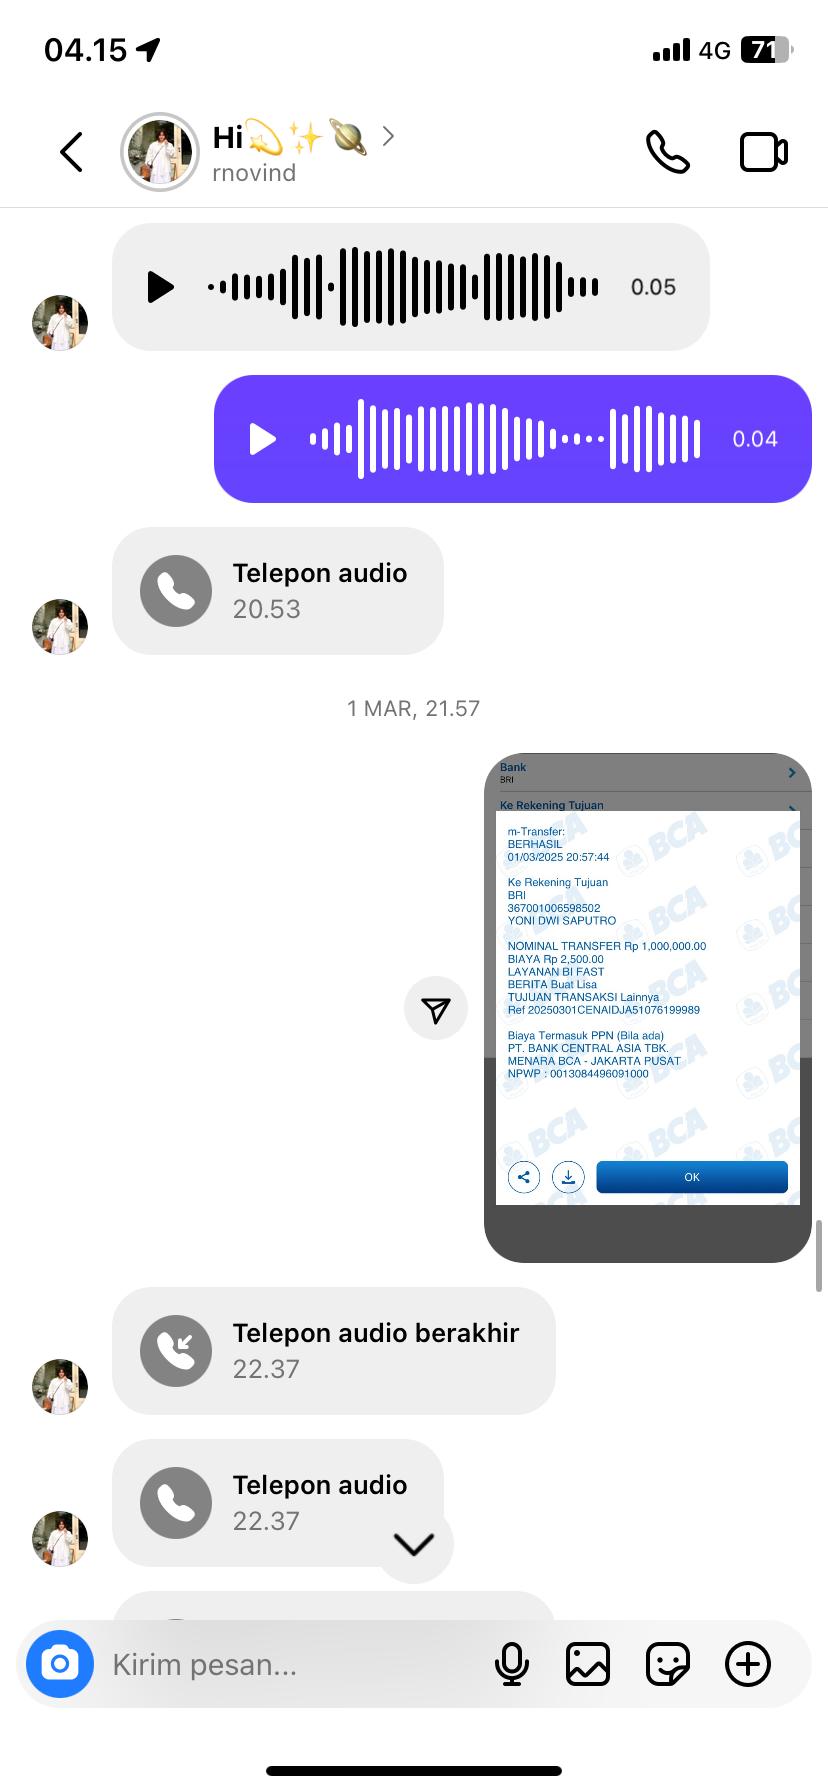 04.15
4G
71
Hi💫✨🪐
rnovind
0.05
0.04
Telepon audio
20.53
1 MAR, 21.57
Bank
BRI
Ke Rekening Tujuan
m-Transfer:
BERHASIL
01/03/2025 20:57:44
Ke Rekening Tujuan
BRI
367001006598502
YONI DWI SAPUTRO
NOMINAL TRANSFER Rp 1,000,000.00
BIAYA Rp 2,500.00
LAYANAN BI FAST
BERITA Buat Lisa
TUJUAN TRANSAKSI Lainnya
Ref 20250301CENAIDJA51076199989
Biaya Termasuk PPN (Bila ada)
PT. BANK CENTRAL ASIA TBK.
MENARA BCA - JAKARTA PUSAT
NPWP : 0013084496091000
BCA
OK
Telepon audio berakhir
22.37
Telepon audio
22.37
Kirim pesan...